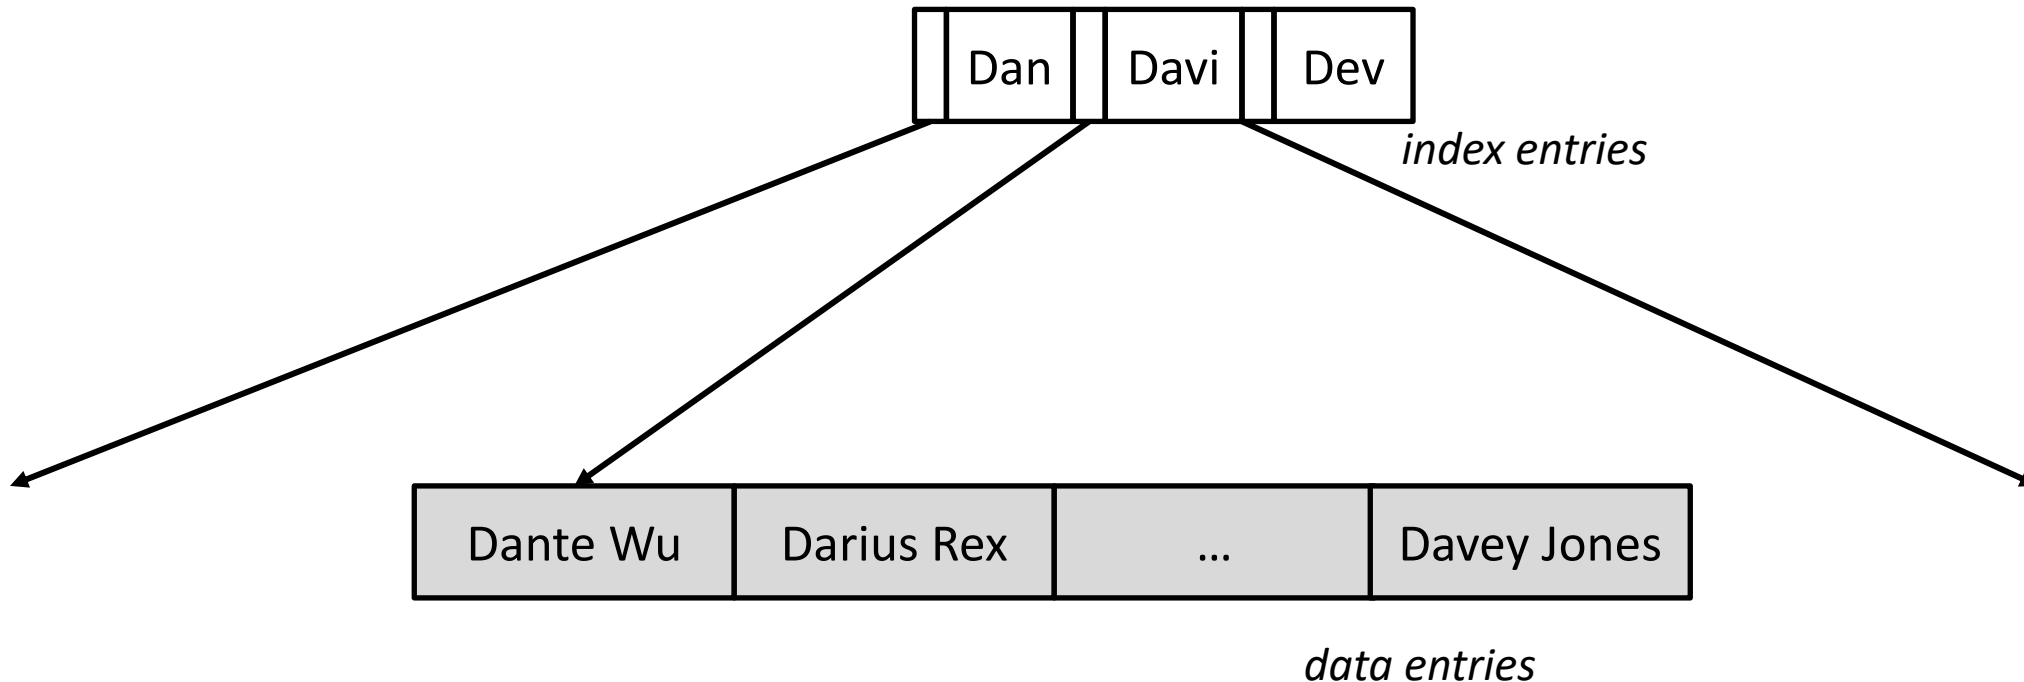 Dan Davi Dev
index entries
Dante Wu Darius Rex ... Davey Jones
data entries